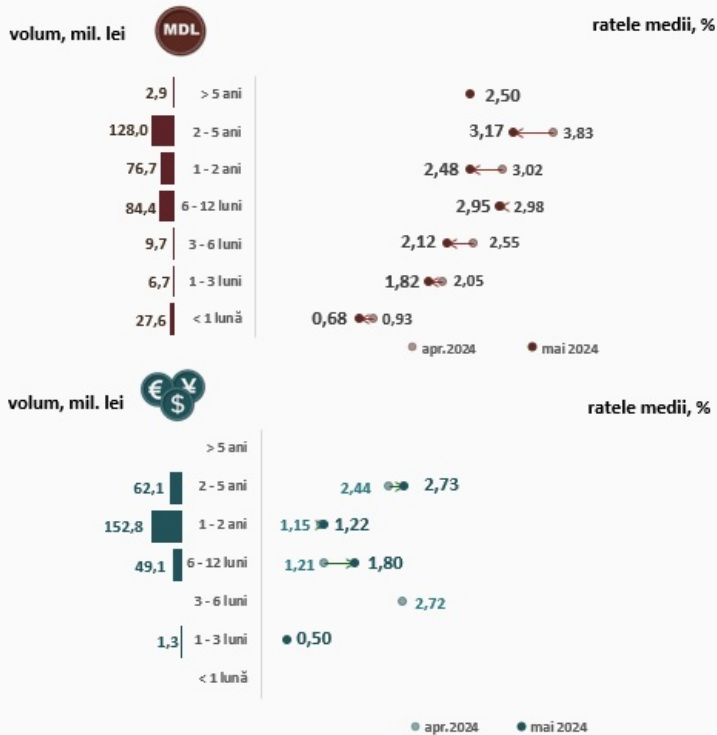 volum, mil. lei MDL ratele medii, %
2,9 > 5 ani 2,50
128,0 2 - 5 ani 3,17 3,83
76,7 1 - 2 ani 2,48 3,02
84,4 6 - 12 luni 2,95 2,98
9,7 3 - 6 luni 2,12 2,55
6,7 1 - 3 luni 1,82 2,05
27,6 < 1 lună 0,68 0,93
apr.2024 mai 2024
€ ¥ $
volum, mil. lei ratele medii, %
> 5 ani
62,1 2 - 5 ani 2,44 2,73
152,8 1 - 2 ani 1,15 1,22
49,1 6 - 12 luni 1,21 1,80
3 - 6 luni 2,72
1,3 1 - 3 luni 0,50
< 1 lună
apr.2024 mai 2024